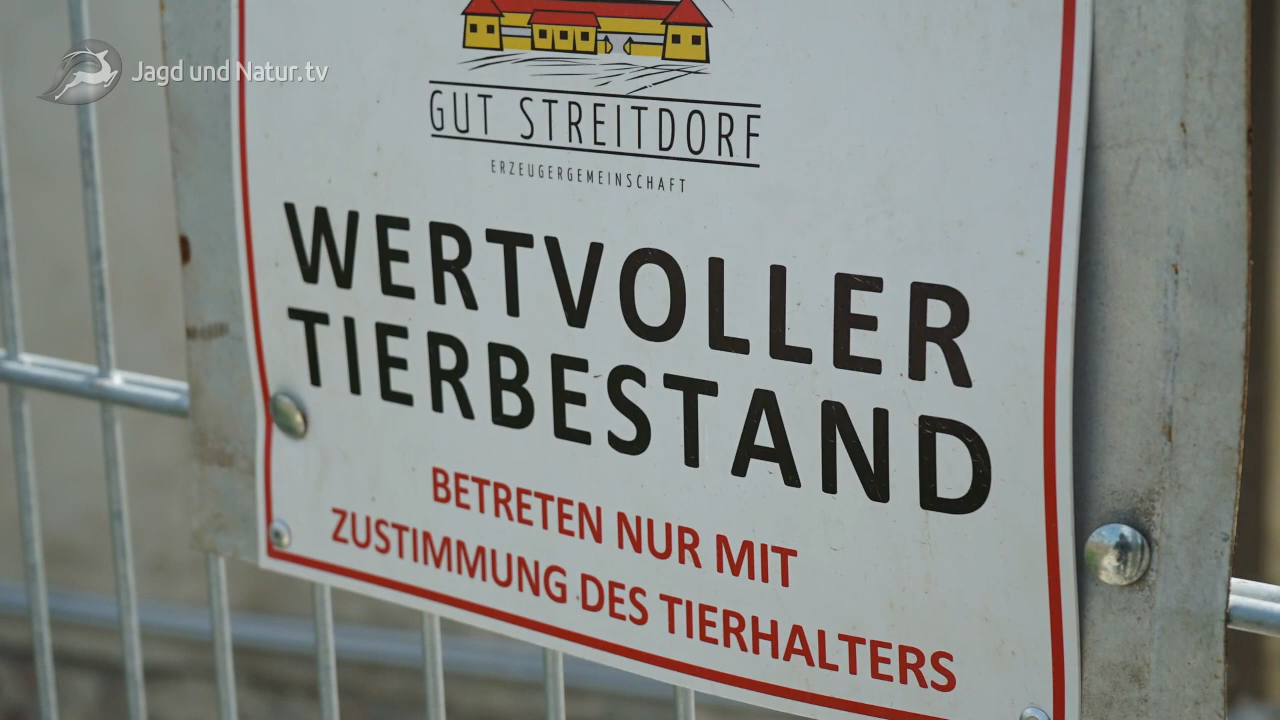 Jagd und Natur.tv
GUT STREITDORF
ERZEUGERGEMEINSCHAFT
WERTVOLLER
TIERBESTAND
BETRETEN NUR MIT
ZUSTIMMUNG DES TIERHALTERS